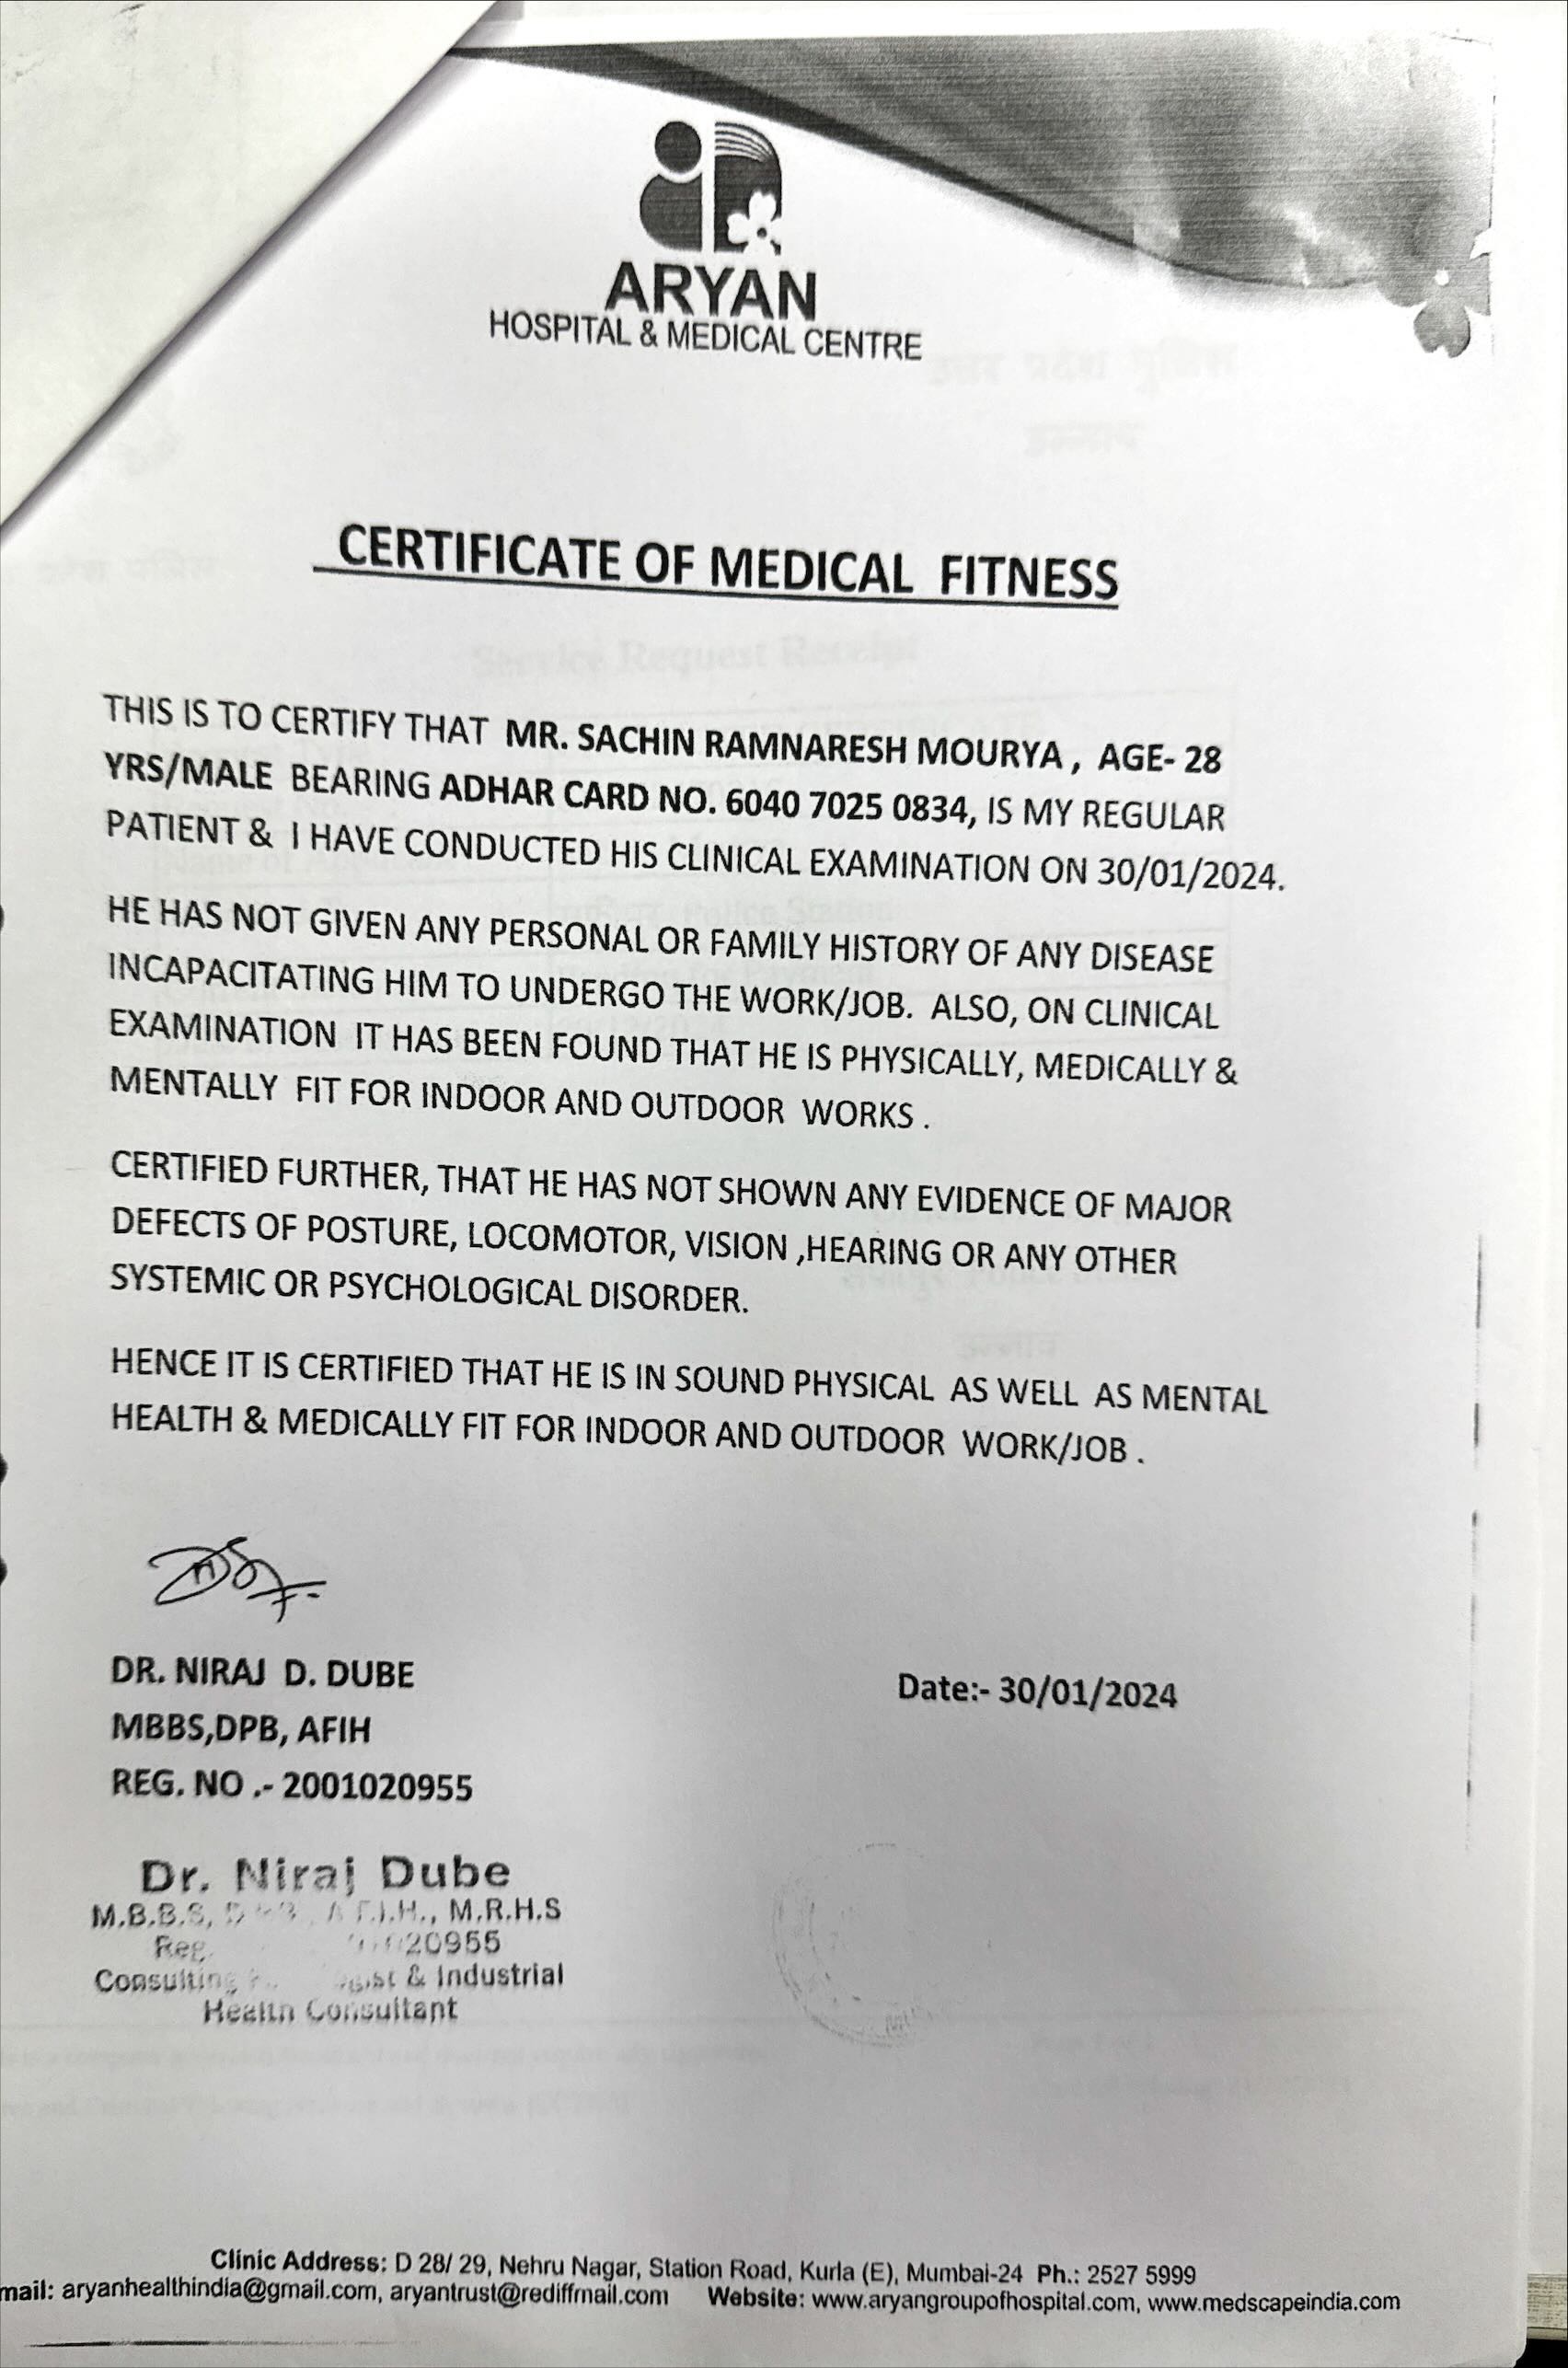 ARYAN
HOSPITAL & MEDICAL CENTRE
CERTIFICATE OF MEDICAL FITNESS
Service Request Receipt
THIS IS TO CERTIFY THAT MR. SACHIN RAMNARESH MOURYA , AGE- 28
YRS/MALE BEARING ADHAR CARD NO. 6040 7025 0834, IS MY REGULAR
PATIENT & I HAVE CONDUCTED HIS CLINICAL EXAMINATION ON 30/01/2024.
HE HAS NOT GIVEN ANY PERSONAL OR FAMILY HISTORY OF ANY DISEASE
INCAPACITATING HIM TO UNDERGO THE WORK/JOB. ALSO, ON CLINICAL
EXAMINATION IT HAS BEEN FOUND THAT HE IS PHYSICALLY, MEDICALLY &
MENTALLY FIT FOR INDOOR AND OUTDOOR WORKS .
CERTIFIED FURTHER, THAT HE HAS NOT SHOWN ANY EVIDENCE OF MAJOR
DEFECTS OF POSTURE, LOCOMOTOR, VISION ,HEARING OR ANY OTHER
SYSTEMIC OR PSYCHOLOGICAL DISORDER.
HENCE IT IS CERTIFIED THAT HE IS IN SOUND PHYSICAL AS WELL AS MENTAL
HEALTH & MEDICALLY FIT FOR INDOOR AND OUTDOOR WORK/JOB .
DR. NIRAJ D. DUBE
Date:- 30/01/2024
MBBS,DPB, AFIH
REG. NO .- 2001020955
Dr. Niraj Dube
M.B.B.S, A.F.I.H., M.R.H.S
Reg. 20955
Consulting & Industrial
Health Consultant
Clinic Address: D 28/ 29, Nehru Nagar, Station Road, Kurla (E), Mumbai-24 Ph.: 2527 5999
mail: aryanhealthindia@gmail.com, aryantrust@rediffmail.com Website: www.aryangroupofhospital.com, www.medscapeindia.com